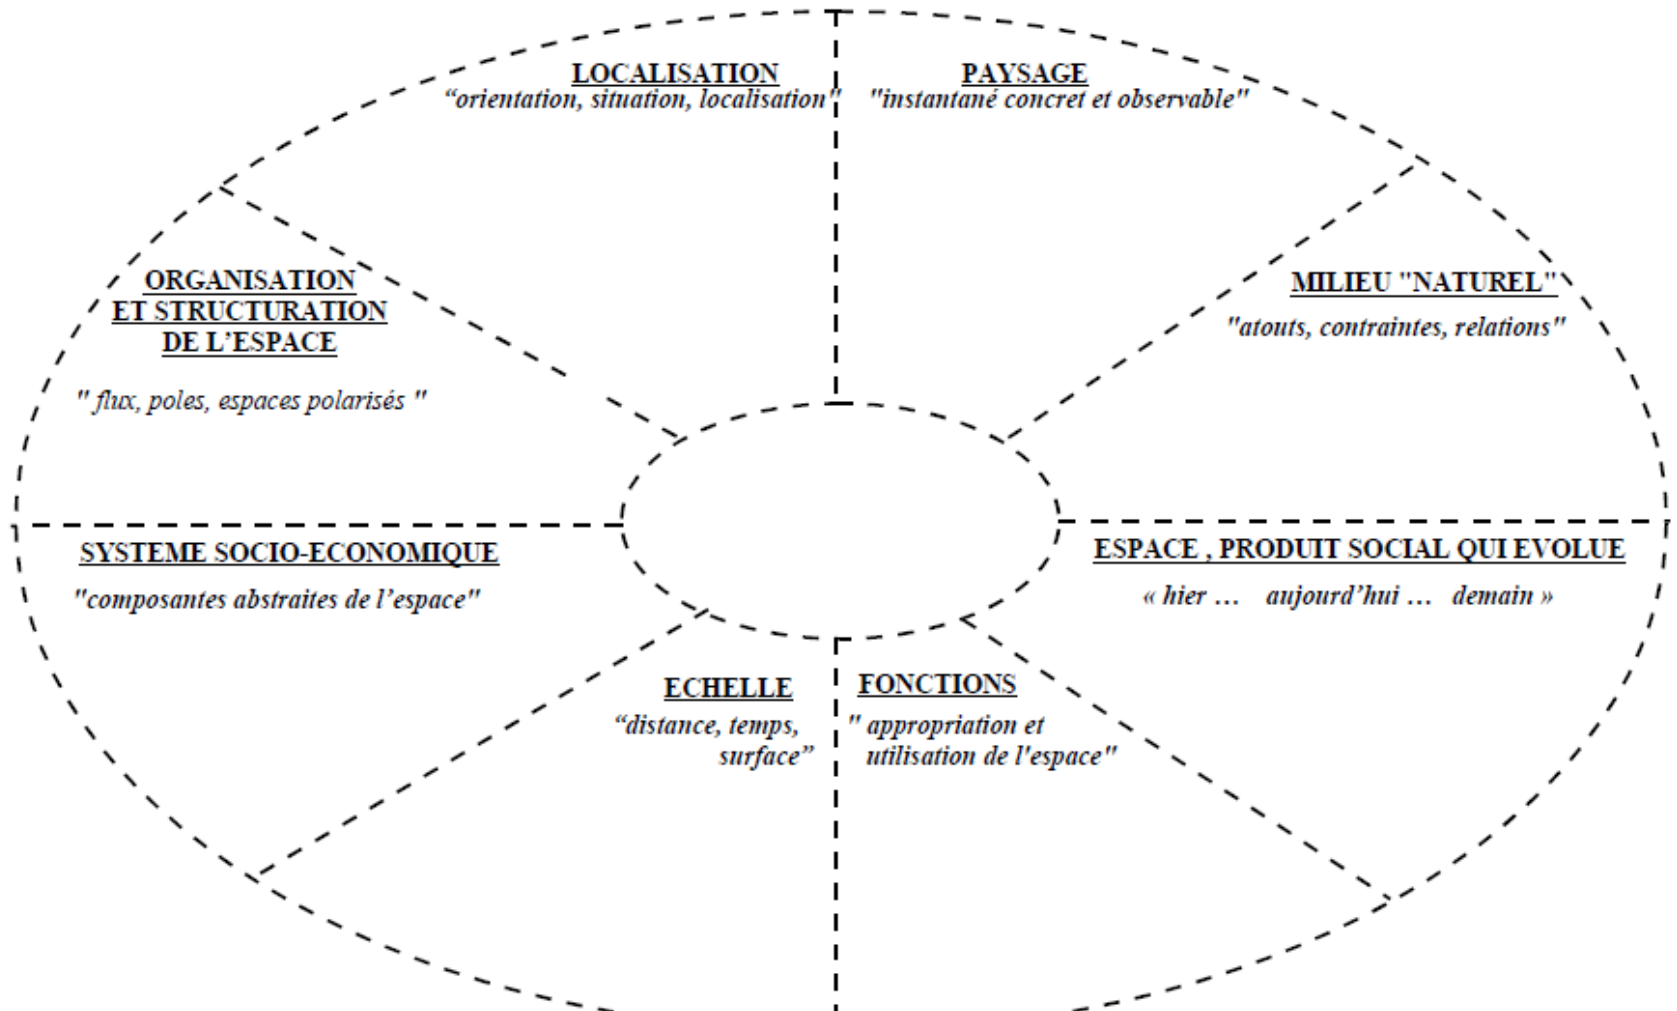 LOCALISATION
“orientation, situation, localisation"
PAYSAGE
"instantané concret et observable"
ORGANISATION
ET STRUCTURATION
DE L’ESPACE
" flux, poles, espaces polarisés "
MILIEU "NATUREL"
"atouts, contraintes, relations"
SYSTEME SOCIO-ECONOMIQUE
"composantes abstraites de l’espace"
ESPACE , PRODUIT SOCIAL QUI EVOLUE
« hier … aujourd’hui … demain »
ECHELLE
“distance, temps,
surface”
FONCTIONS
" appropriation et
utilisation de l'espace"